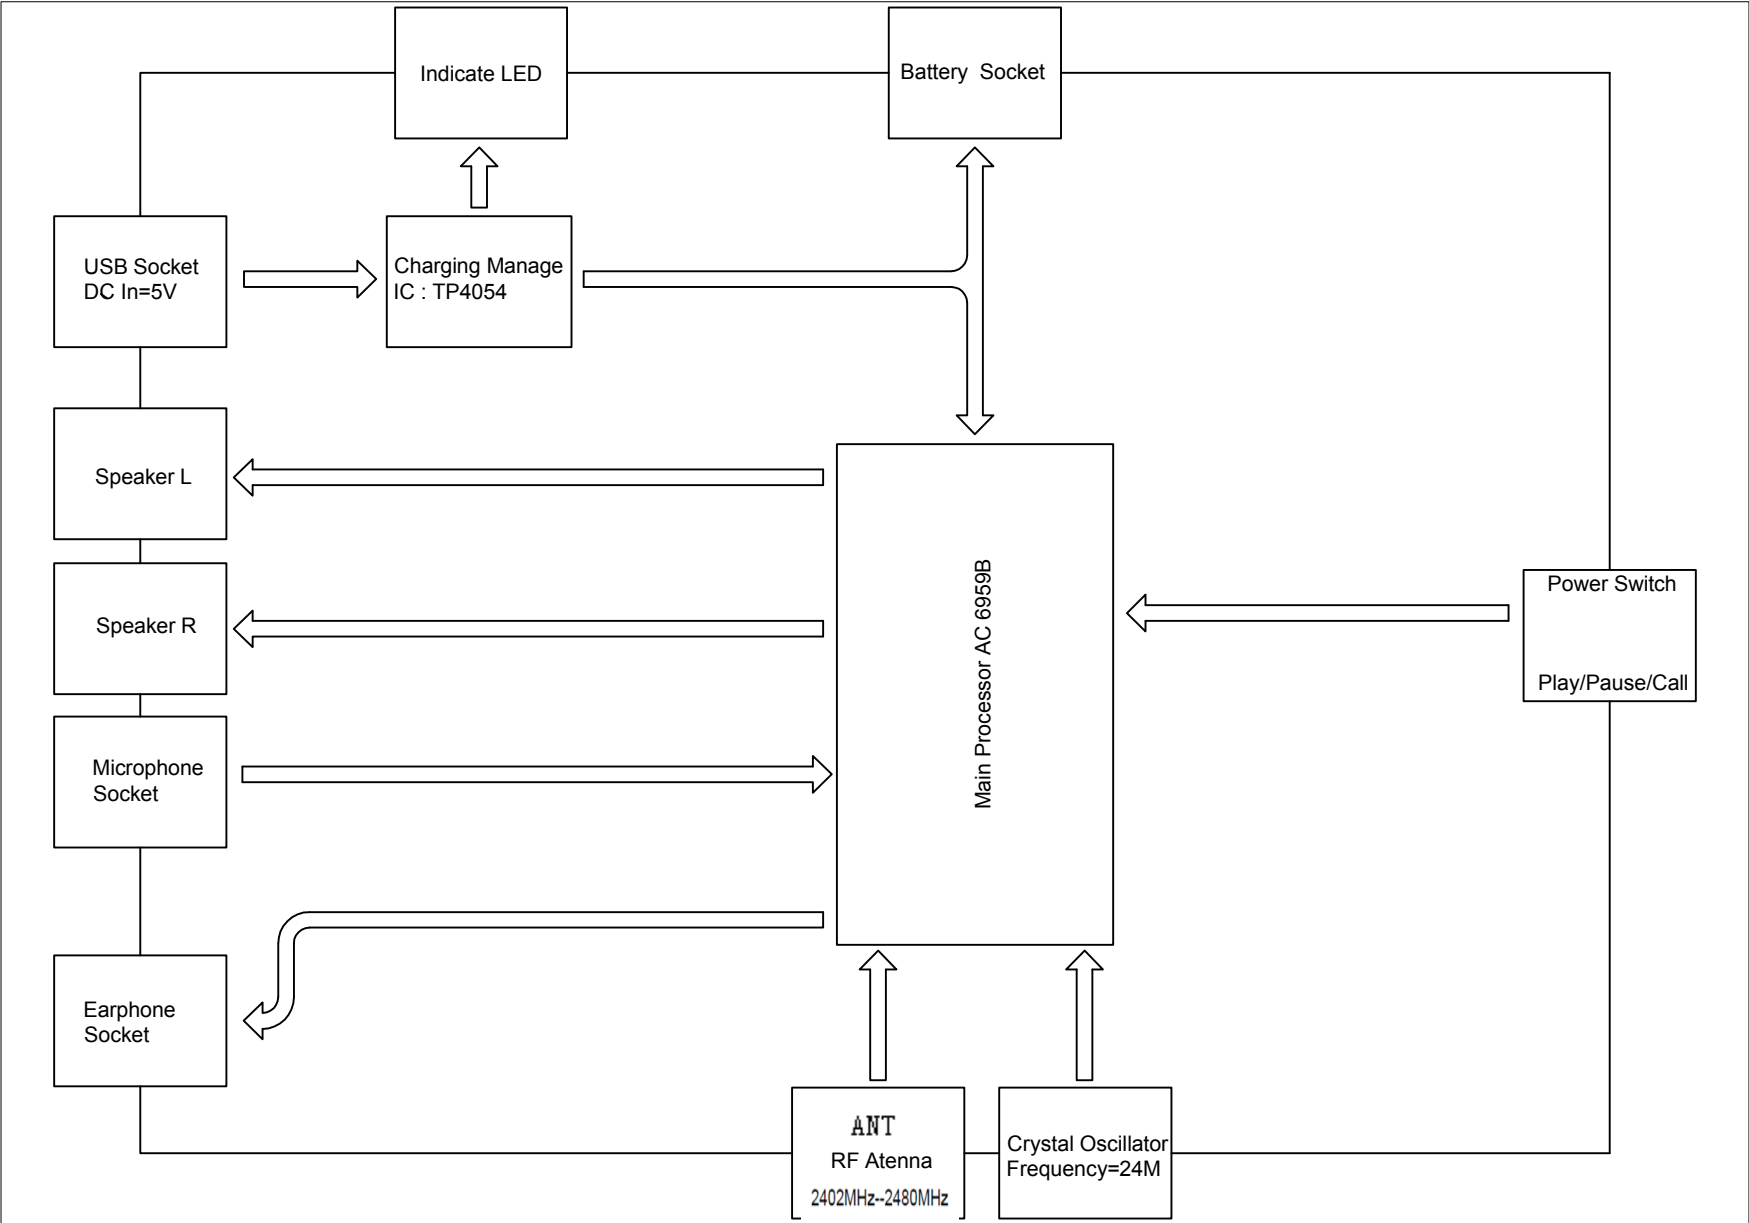 Indicate LED
Battery Socket
USB Socket
DC In=5V
Charging Manage
IC : TP4054
Speaker L
Speaker R
Microphone
Socket
Earphone
Socket
Main Processor AC 6959B
Power Switch
Play/Pause/Call
ANT
RF Atenna
2402MHz--2480MHz
Crystal Oscillator
Frequency=24M